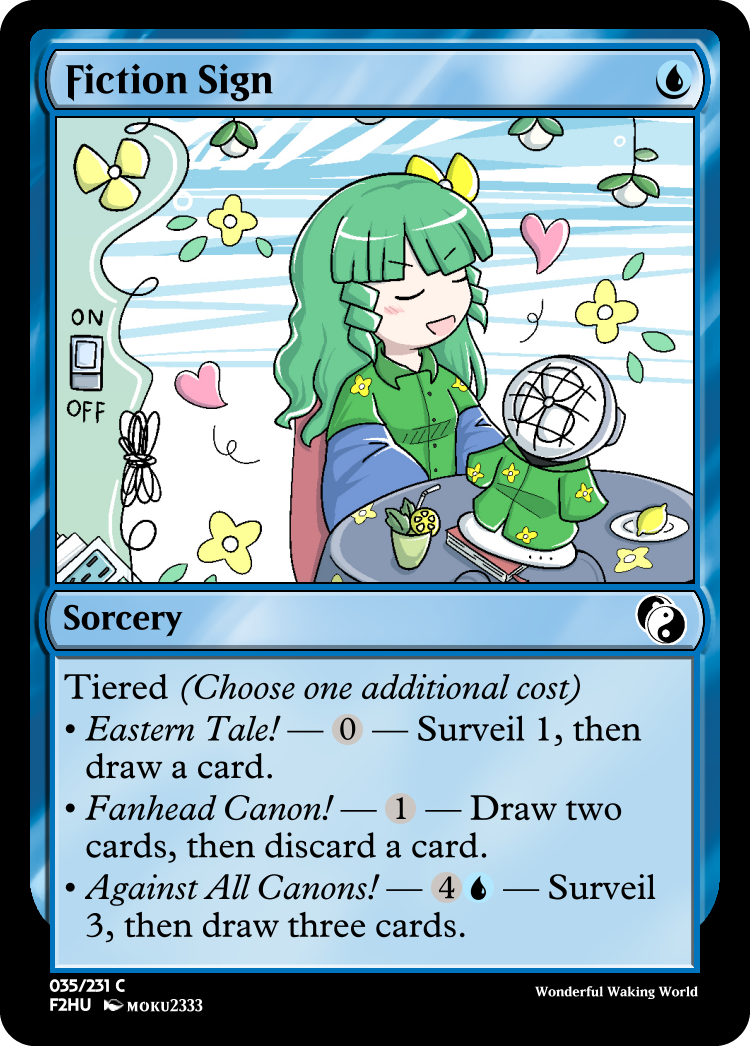 Fiction Sign
ON
OFF
Sorcery
Tiered (Choose one additional cost)
• Eastern Tale! — 0 — Surveil 1, then
draw a card.
• Fanhead Canon! — 1 — Draw two
cards, then discard a card.
• Against All Canons! — 4 — Surveil
3, then draw three cards.
035/231 C
F2HU MOKU2333
Wonderful Waking World